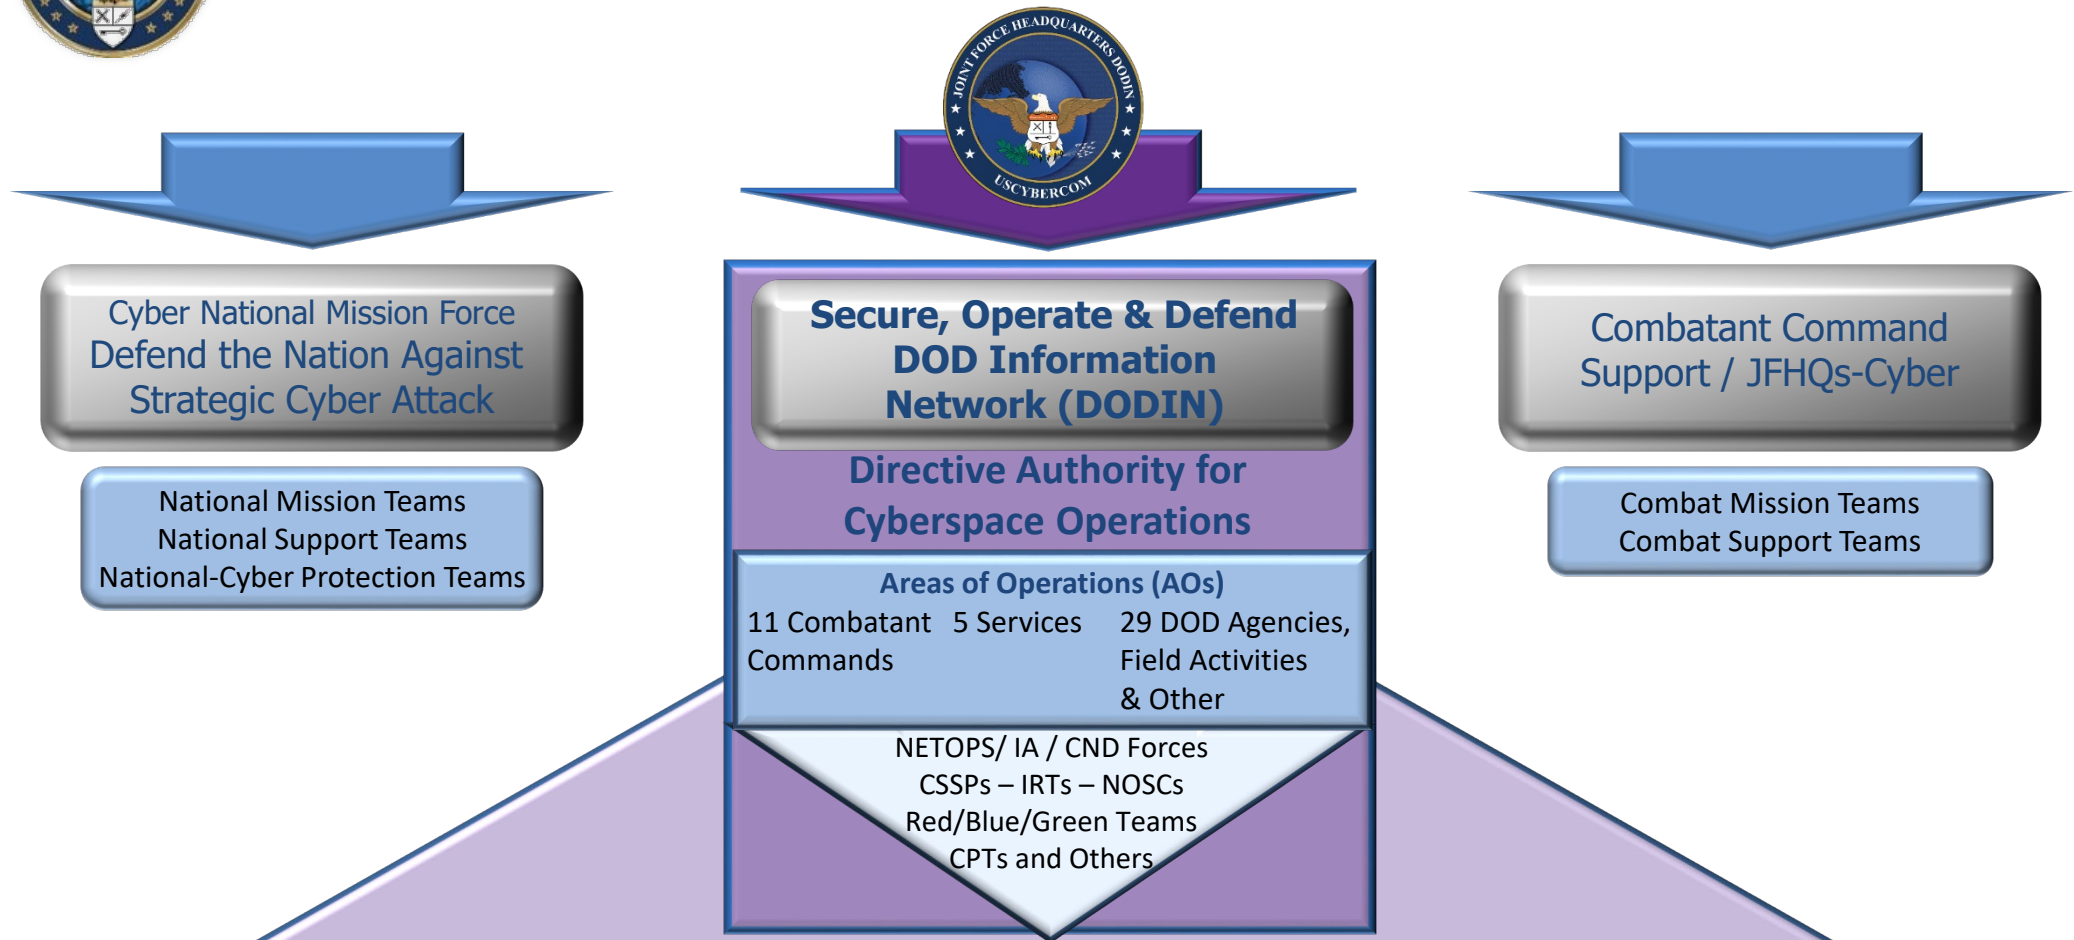 JOINT FORCE HEADQUARTERS DODIN
USCYBERCOM
Cyber National Mission Force
Defend the Nation Against
Strategic Cyber Attack
National Mission Teams
National Support Teams
National-Cyber Protection Teams
Secure, Operate & Defend
DOD Information
Network (DODIN)
Directive Authority for
Cyberspace Operations
Areas of Operations (AOs)
11 Combatant
Commands
5 Services
29 DOD Agencies,
Field Activities
& Other
NETOPS/ IA / CND Forces
CSSPs – IRTs – NOSCs
Red/Blue/Green Teams
CPTs and Others
Combatant Command
Support / JFHQs-Cyber
Combat Mission Teams
Combat Support Teams